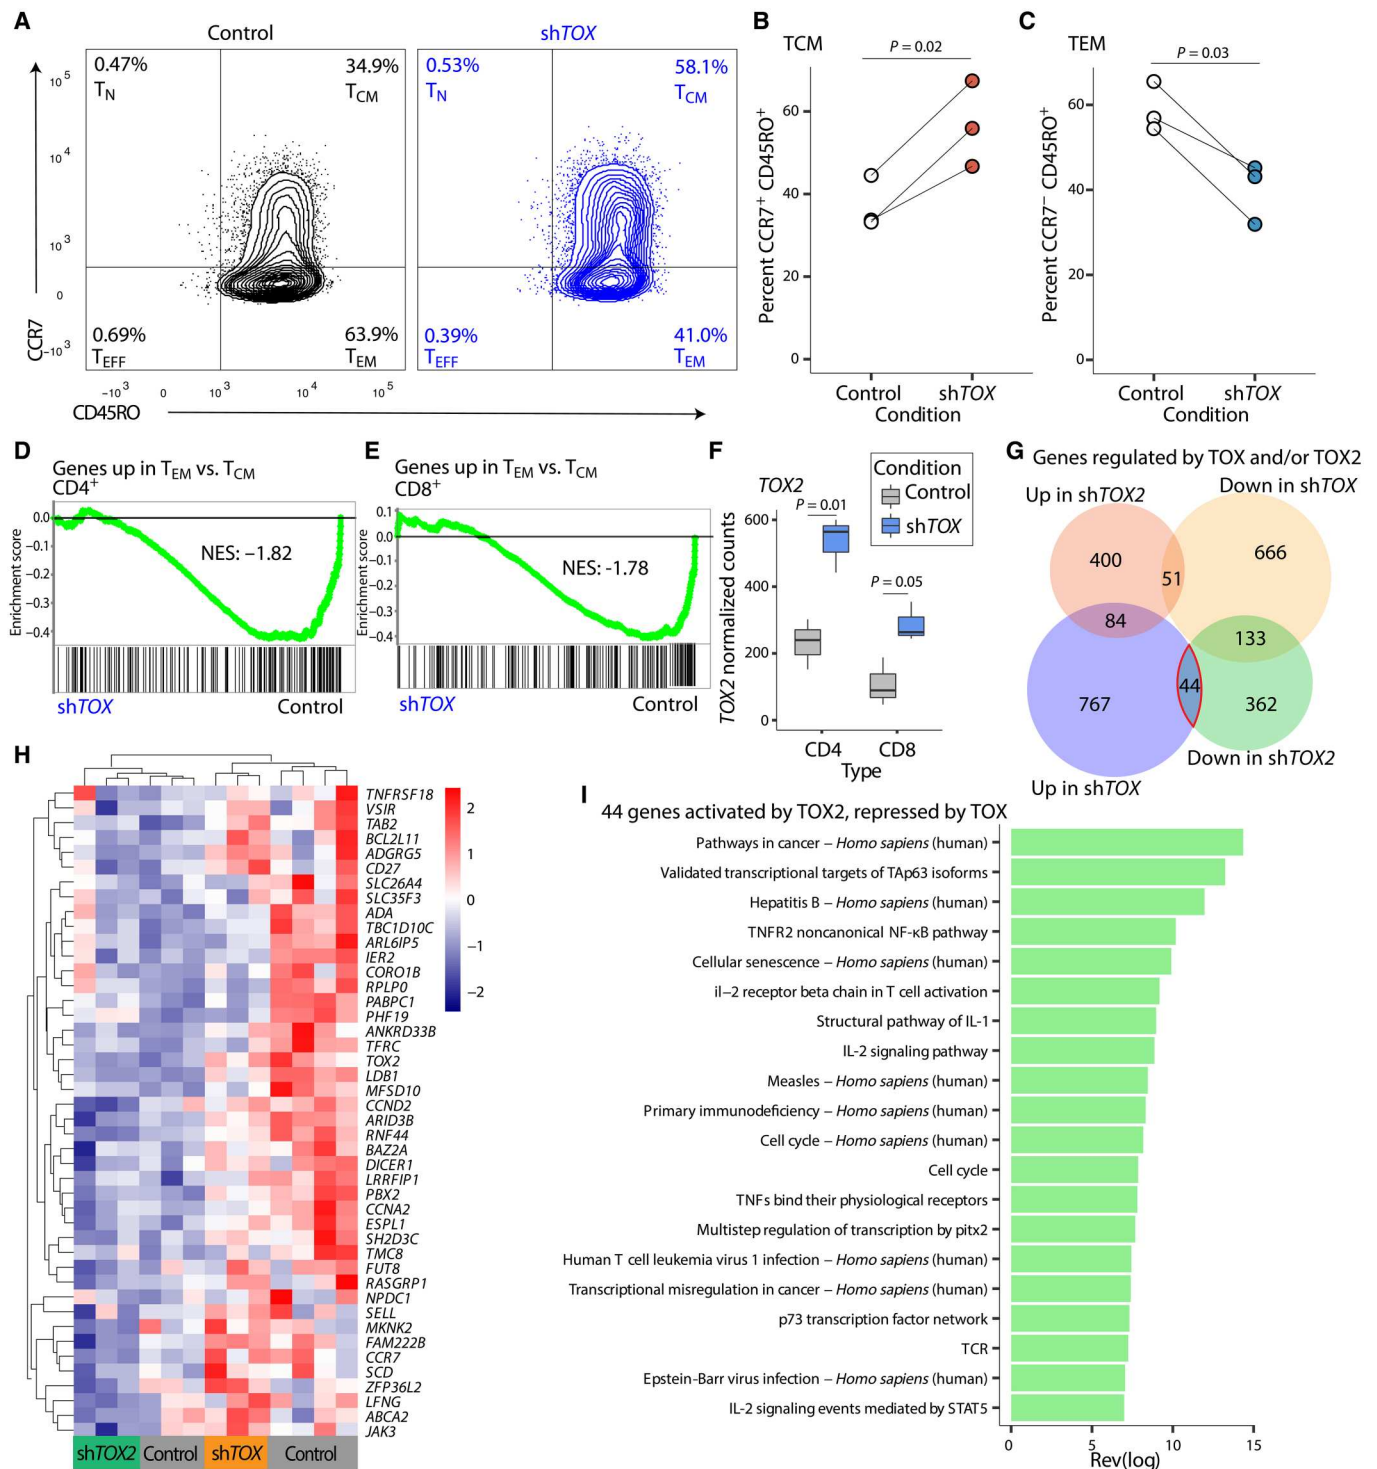 A
Control
shTOX
0.47%
TN
34.9%
TCM
0.53%
TN
58.1%
TCM
10^5
10^4
10^3
0
−10^3
CCR7
0.69%
TEFF
63.9%
TEM
0.39%
TEFF
41.0%
TEM
−10^3 0 10^3 10^4 10^5
CD45RO
B
TCM
P = 0.02
Percent CCR7+ CD45RO+
60
40
20
0
Control shTOX
Condition
C
TEM
P = 0.03
Percent CCR7− CD45RO+
60
40
20
0
Control shTOX
Condition
D
Genes up in TEM vs. TCM
CD4+
Enrichment score
0.0
−0.1
−0.2
−0.3
−0.4
NES: −1.82
shTOX Control
E
Genes up in TEM vs. TCM
CD8+
Enrichment score
0.1
0.0
−0.1
−0.2
−0.3
−0.4
NES: -1.78
shTOX Control
F
Condition
Control
shTOX
TOX2
P = 0.01
P = 0.05
TOX2 normalized counts
600
400
200
0
CD4 CD8
Type
G
Genes regulated by TOX and/or TOX2
Up in shTOX2
Down in shTOX
400
51
666
84
133
44
767
362
Down in shTOX2
Up in shTOX
H
TNFRSF18
VSIR
TAB2
BCL2L11
ADGRG5
CD27
SLC26A4
SLC35F3
ADA
TBC1D10C
ARL6IP5
IER2
CORO1B
RPLP0
PABPC1
PHF19
ANKRD33B
TFRC
TOX2
LDB1
MFSD10
CCND2
ARID3B
RNF44
BAZ2A
DICER1
LRRFIP1
PBX2
CCNA2
ESPL1
SH2D3C
TMC8
FUT8
RASGRP1
NPDC1
SELL
MKNK2
FAM222B
CCR7
SCD
ZFP36L2
LFNG
ABCA2
JAK3
2
1
0
−1
−2
shTOX2 Control shTOX Control
I
44 genes activated by TOX2, repressed by TOX
Pathways in cancer – Homo sapiens (human)
Validated transcriptional targets of TAp63 isoforms
Hepatitis B – Homo sapiens (human)
TNFR2 noncanonical NF-κB pathway
Cellular senescence – Homo sapiens (human)
il−2 receptor beta chain in T cell activation
Structural pathway of IL-1
IL-2 signaling pathway
Measles – Homo sapiens (human)
Primary immunodeficiency – Homo sapiens (human)
Cell cycle – Homo sapiens (human)
Cell cycle
TNFs bind their physiological receptors
Multistep regulation of transcription by pitx2
Human T cell leukemia virus 1 infection – Homo sapiens (human)
Transcriptional misregulation in cancer – Homo sapiens (human)
p73 transcription factor network
TCR
Epstein-Barr virus infection – Homo sapiens (human)
IL-2 signaling events mediated by STAT5
0 5 10 15
Rev(log)